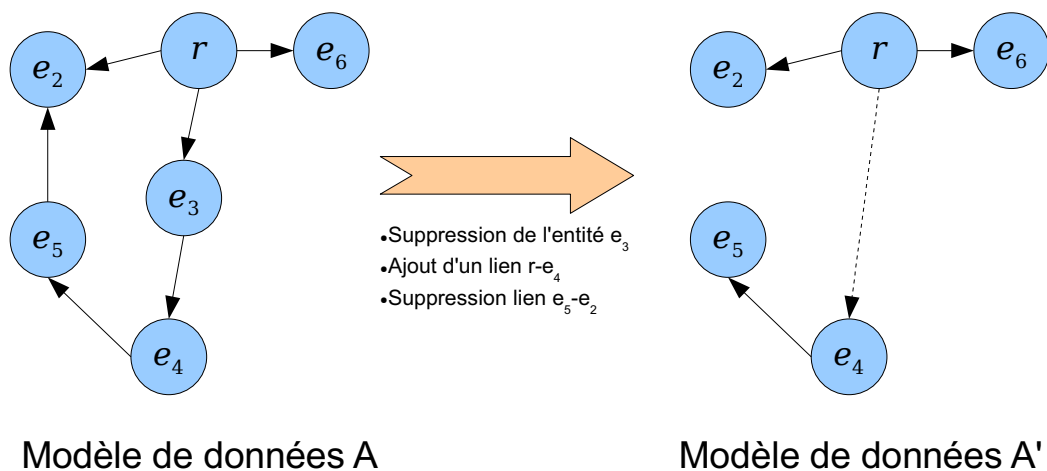 e2 r e6
e3
e5
e4
•Suppression de l'entité e3
•Ajout d'un lien r-e4
•Suppression lien e5-e2
e2 r e6
e5
e4
Modèle de données A
Modèle de données A'